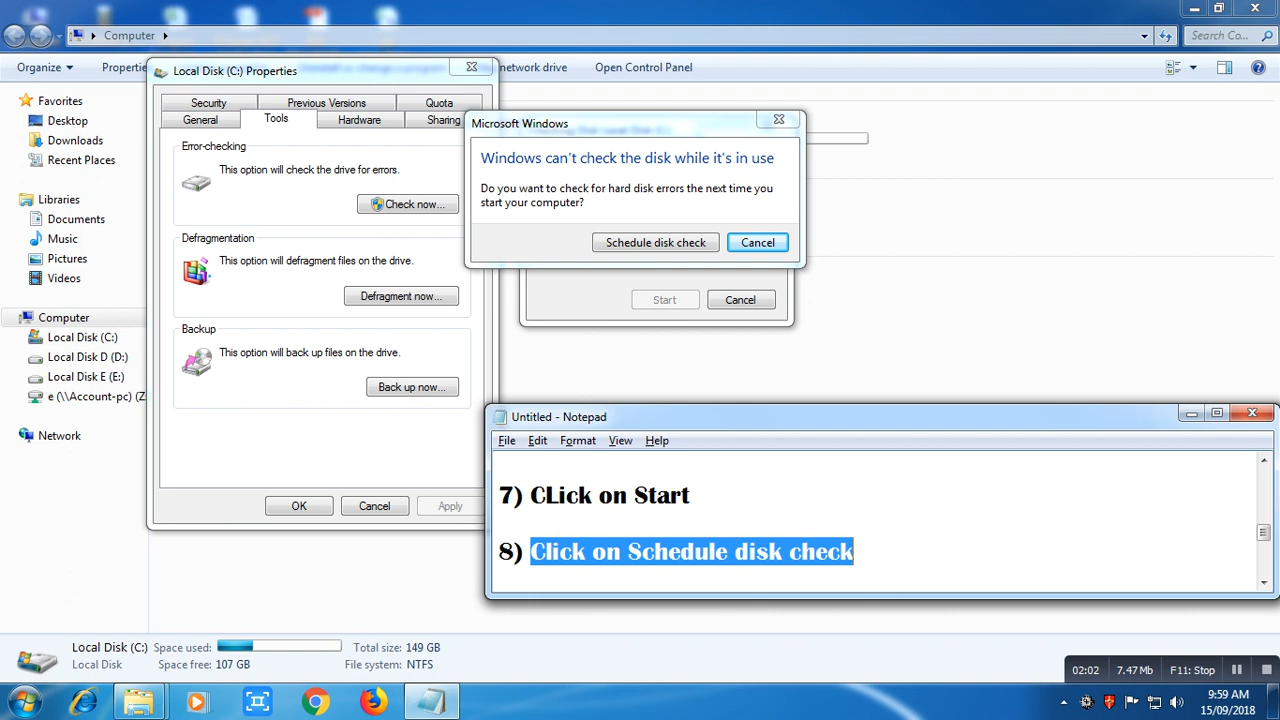 Computer
Search Co...
Organize
Properti
network drive
Open Control Panel
Favorites
Desktop
Downloads
Recent Places
Libraries
Documents
Music
Pictures
Videos
Computer
Local Disk (C:)
Local Disk D (D:)
Local Disk E (E:)
e (\\Account-pc) (Z
Network
Local Disk (C:) Properties
Security
Previous Versions
Quota
General
Tools
Hardware
Sharing
Error-checking
This option will check the drive for errors.
Check now...
Defragmentation
This option will defragment files on the drive.
Defragment now...
Backup
This option will back up files on the drive.
Back up now...
OK
Cancel
Apply
Microsoft Windows
Windows can't check the disk while it's in use
Do you want to check for hard disk errors the next time you
start your computer?
Schedule disk check
Cancel
Start
Cancel
Untitled - Notepad
File Edit Format View Help
7) CLick on Start
8) Click on Schedule disk check
Local Disk (C:) Space used: Total size: 149 GB
Local Disk Space free: 107 GB File system: NTFS
02:02 7.47 Mb F11: Stop
9:59 AM
15/09/2018